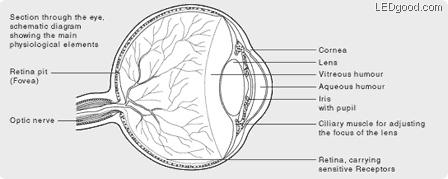 LEDgood.com
Section through the eye,
schematic diagram
showing the main
physiological elements
Retina pit
(Fovea)
Optic nerve
Cornea
Lens
Vitreous humour
Aqueous humour
Iris
with pupil
Ciliary muscle for adjusting
the focus of the lens
Retina, carrying
sensitive Receptors